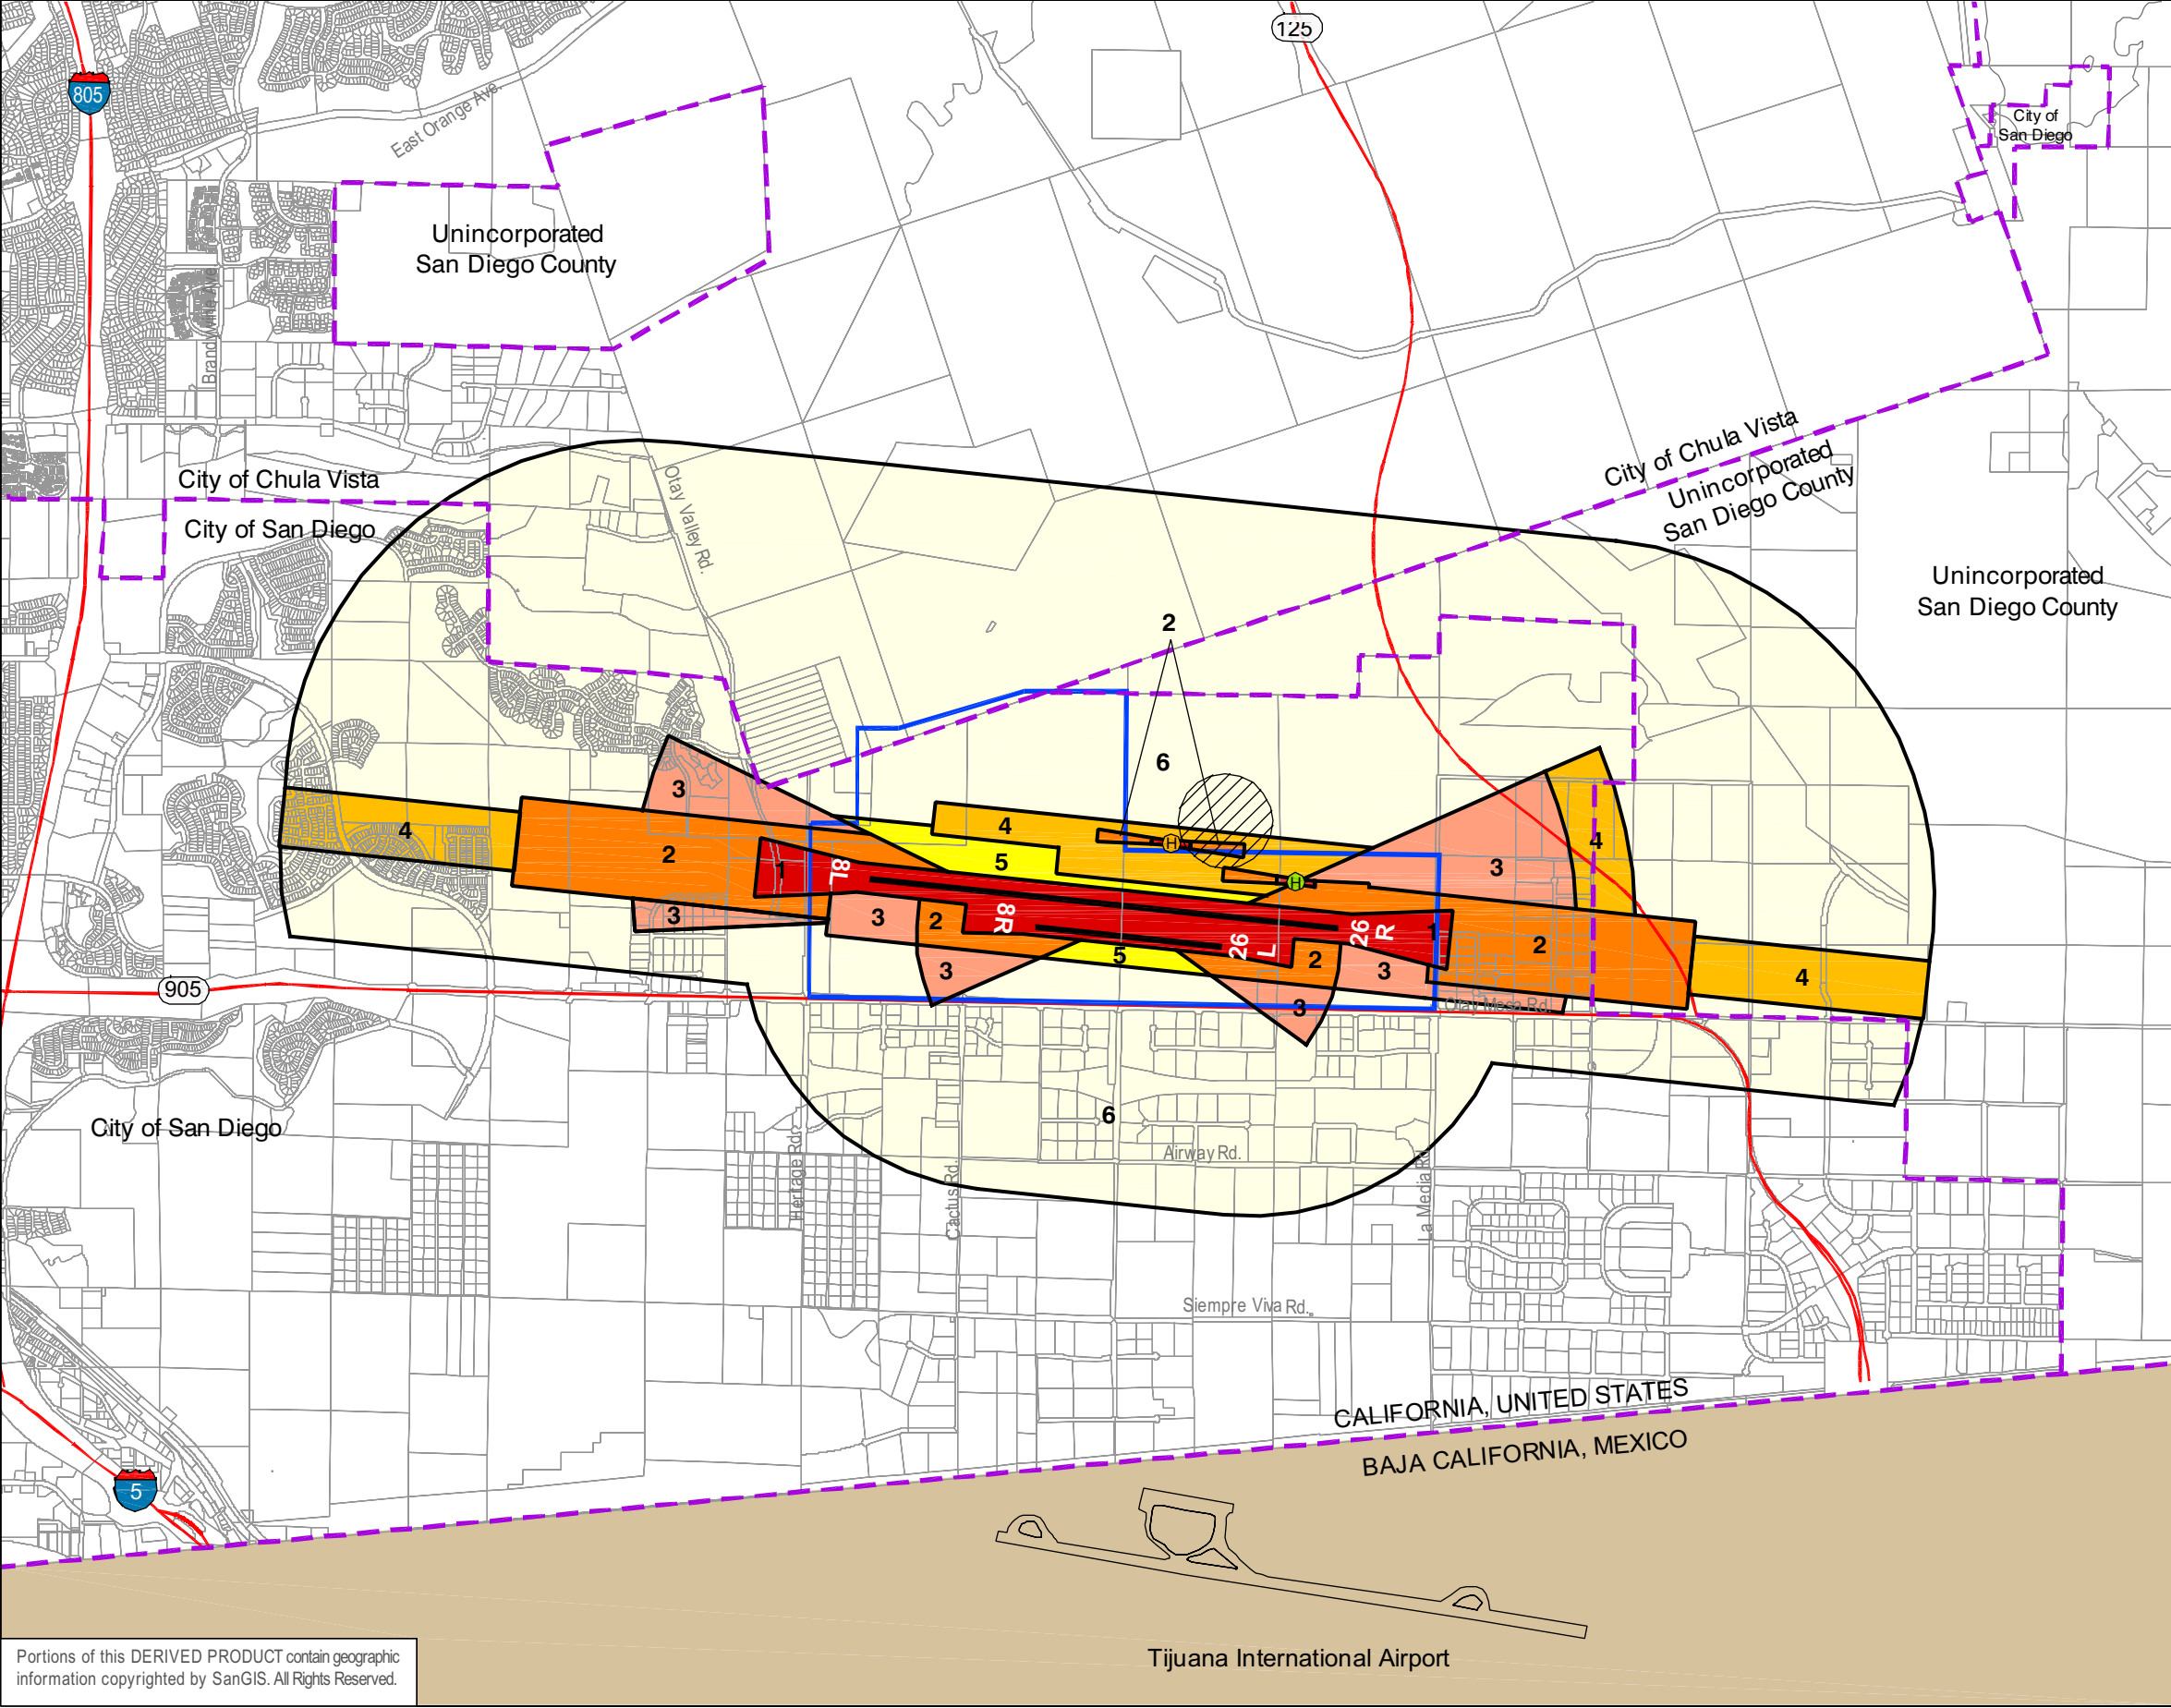 125
805
East Orange Ave.
City of
San Diego
Unincorporated
San Diego County
Brandywine Ave.
City of Chula Vista
Unincorporated
San Diego County
City of Chula Vista
City of San Diego
Otay Valley Rd.
Unincorporated
San Diego County
2
6
3
4
4
4
5
2
1
8L
3
H
H
3
3
2
8R
26
L
26
R
1
2
3
5
2
3
3
4
905
Otay Mesa Rd.
City of San Diego
6
Airway Rd.
Heritage Rd.
Cactus Rd.
La Media Rd.
Siempre Viva Rd.
CALIFORNIA, UNITED STATES
BAJA CALIFORNIA, MEXICO
5
Tijuana International Airport
Portions of this DERIVED PRODUCT contain geographic
information copyrighted by SanGIS. All Rights Reserved.